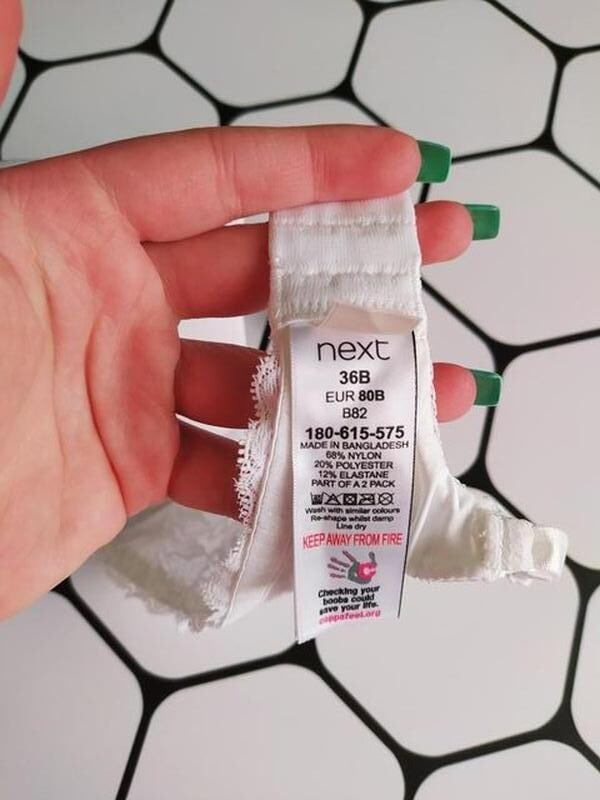 next
36B
EUR 80B
B82
180-615-575
MADE IN BANGLADESH
68% NYLON
20% POLYESTER
12% ELASTANE
PART OF A 2 PACK
Wash with similar colours
Re-shape whilst damp
Line dry
KEEP AWAY FROM FIRE
Checking your
boobs could
save your life.
coppafeel.org